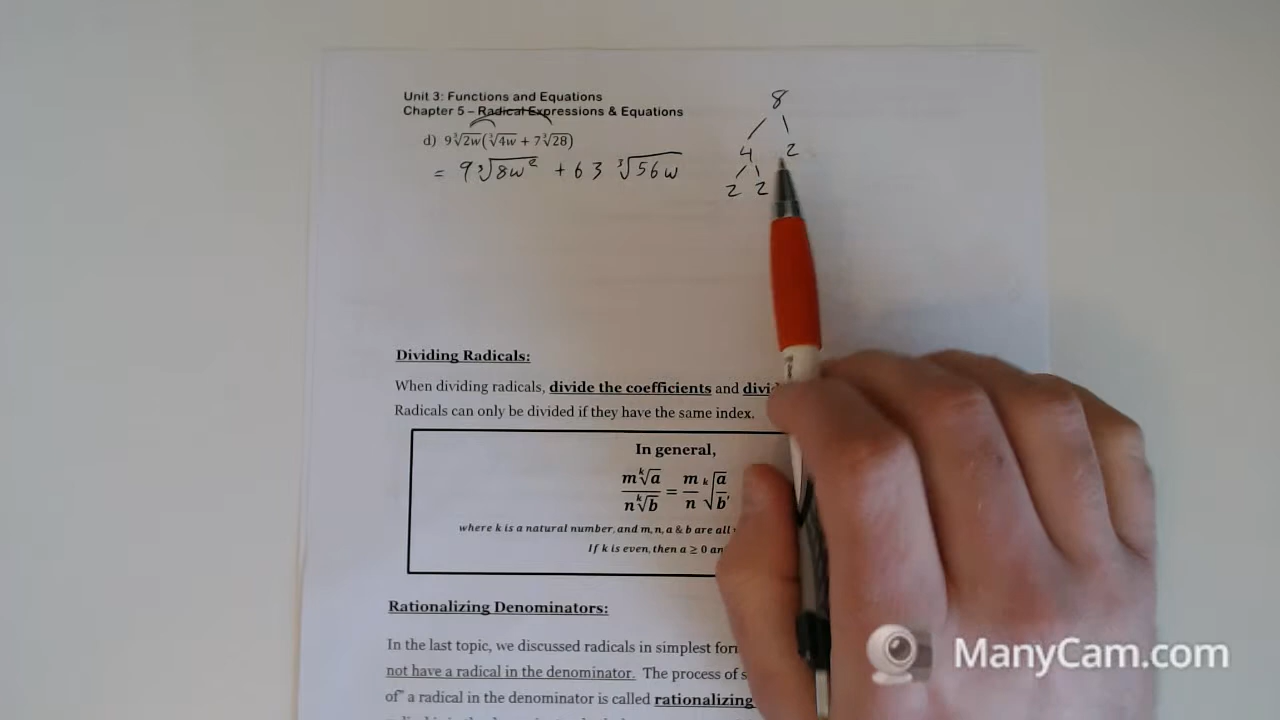 Unit 3: Functions and Equations
Chapter 5 – Radical Expressions & Equations
d) 9∛2w(∛4w + 7∛28)
= 9∛8w² + 63 ∛56w
8
4 2
2 2
Dividing Radicals:
When dividing radicals, divide the coefficients and
Radicals can only be divided if they have the same index.
In general,
m ᵏ√a / n ᵏ√b = m/n ᵏ√a/b,
where k is a natural number, and m, n, a & b are all
If k is even, then a ≥ 0
Rationalizing Denominators:
In the last topic, we discussed radicals in simplest
not have a radical in the denominator. The process of
of” a radical in the denominator is called rationalizing
ManyCam.com